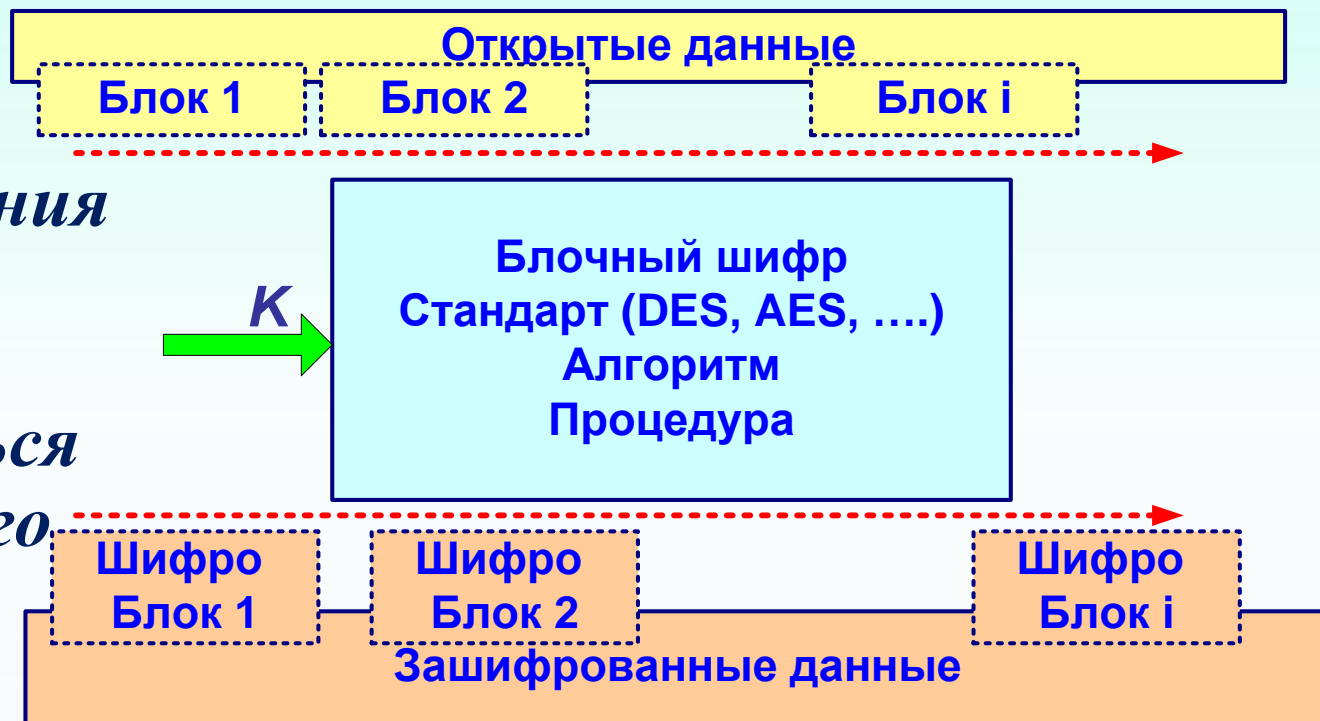 Открытые данные
Блок 1 Блок 2 Блок i
ния
Блочный шифр
K
Стандарт (DES, AES, ….)
Алгоритм
Процедура
ься
го
Шифро Шифро Шифро
Блок 1 Блок 2 Блок i
Зашифрованные данные